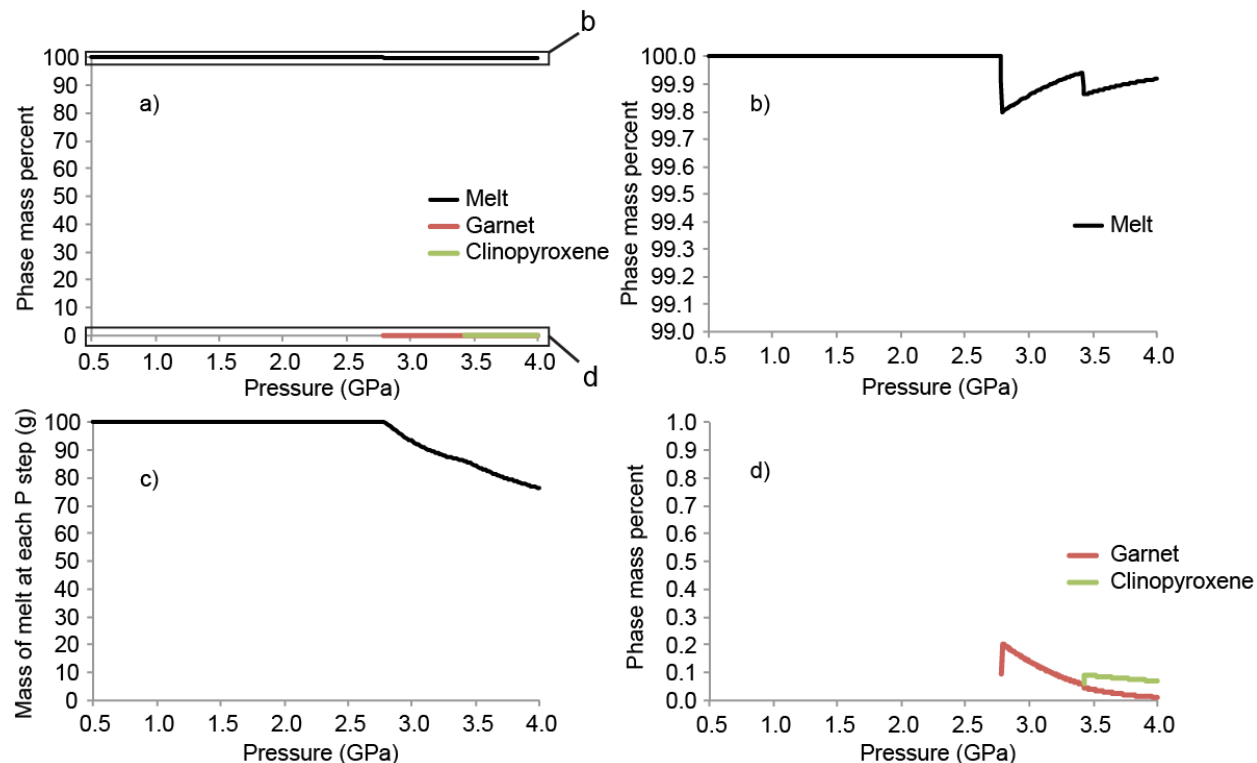 b
100
90
80
70
60
50
40
30
20
10
0
Phase mass percent
a)
Melt
Garnet
Clinopyroxene
0.5 1.0 1.5 2.0 2.5 3.0 3.5 4.0
Pressure (GPa)
d
100.0
99.9
99.8
99.7
99.6
99.5
99.4
99.3
99.2
99.1
99.0
Phase mass percent
b)
Melt
0.5 1.0 1.5 2.0 2.5 3.0 3.5 4.0
Pressure (GPa)
100
90
80
70
60
50
40
30
20
10
0
Mass of melt at each P step (g)
c)
0.5 1.0 1.5 2.0 2.5 3.0 3.5 4.0
Pressure (GPa)
1.0
0.9
0.8
0.7
0.6
0.5
0.4
0.3
0.2
0.1
0.0
Phase mass percent
d)
Garnet
Clinopyroxene
0.5 1.0 1.5 2.0 2.5 3.0 3.5 4.0
Pressure (GPa)